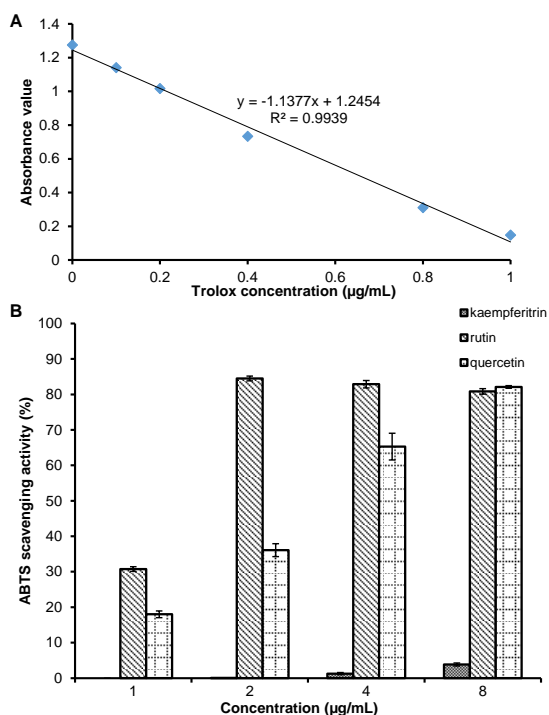 A
1.4
1.2
1
0.8
0.6
0.4
0.2
0
y = -1.1377x + 1.2454
R² = 0.9939
Absorbance value
0 0.2 0.4 0.6 0.8 1
Trolox concentration (µg/mL)
B
kaempferitrin
rutin
quercetin
100
90
80
70
60
50
40
30
20
10
0
ABTS scavenging activity (%)
1 2 4 8
Concentration (µg/mL)